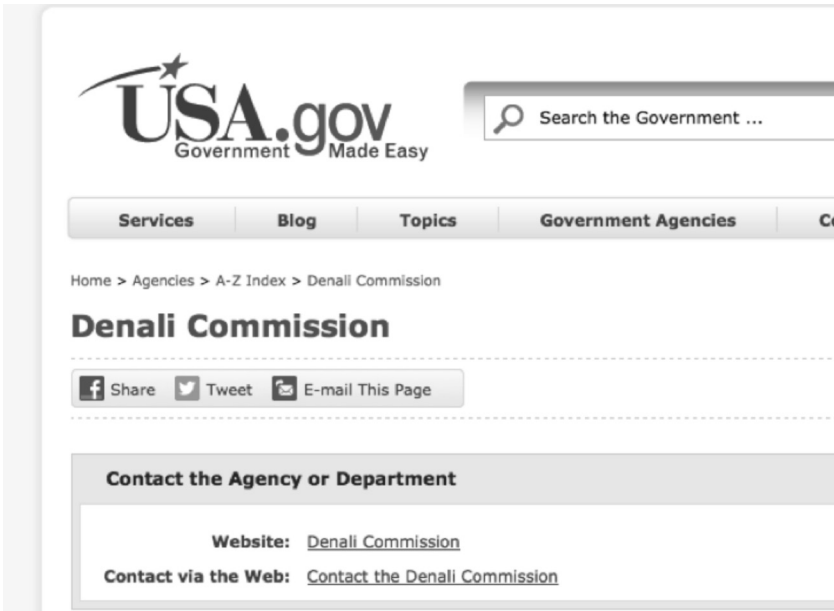 USA.gov
Government Made Easy
Search the Government ...
Services Blog Topics Government Agencies
Home > Agencies > A-Z Index > Denali Commission
Denali Commission
Share Tweet E-mail This Page
Contact the Agency or Department
Website: Denali Commission
Contact via the Web: Contact the Denali Commission